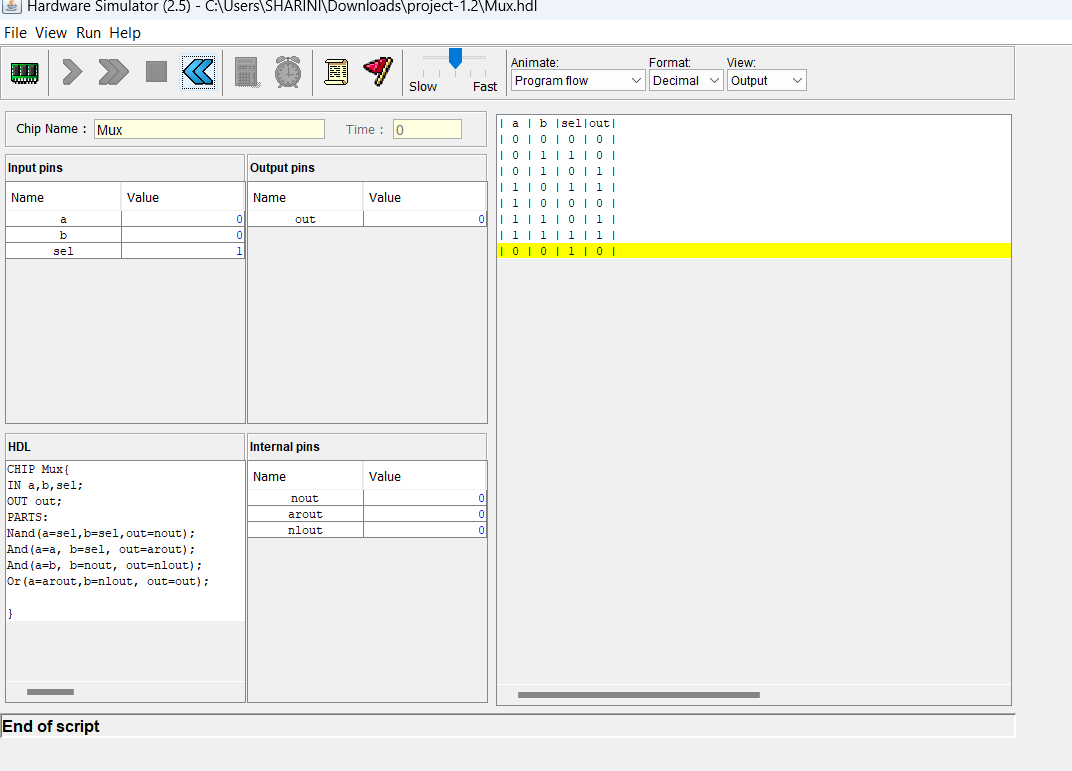 Hardware Simulator (2.5) - C:\Users\SHARINI\Downloads\project-1.2\Mux.hdl
File View Run Help
Slow Fast
Animate: Format: View:
Program flow Decimal Output
Chip Name : Mux Time : 0
Input pins
Name Value
a 0
b 0
sel 1
Output pins
Name Value
out 0
HDL
CHIP Mux{
IN a,b,sel;
OUT out;
PARTS:
Nand(a=sel,b=sel,out=nout);
And(a=a, b=sel, out=arout);
And(a=b, b=nout, out=nlout);
Or(a=arout,b=nlout, out=out);
}
Internal pins
Name Value
nout 0
arout 0
nlout 0
| a | b |sel|out|
| 0 | 0 | 0 | 0 |
| 0 | 1 | 1 | 0 |
| 0 | 1 | 0 | 1 |
| 1 | 0 | 1 | 1 |
| 1 | 0 | 0 | 0 |
| 1 | 1 | 0 | 1 |
| 1 | 1 | 1 | 1 |
| 0 | 0 | 1 | 0 |
End of script